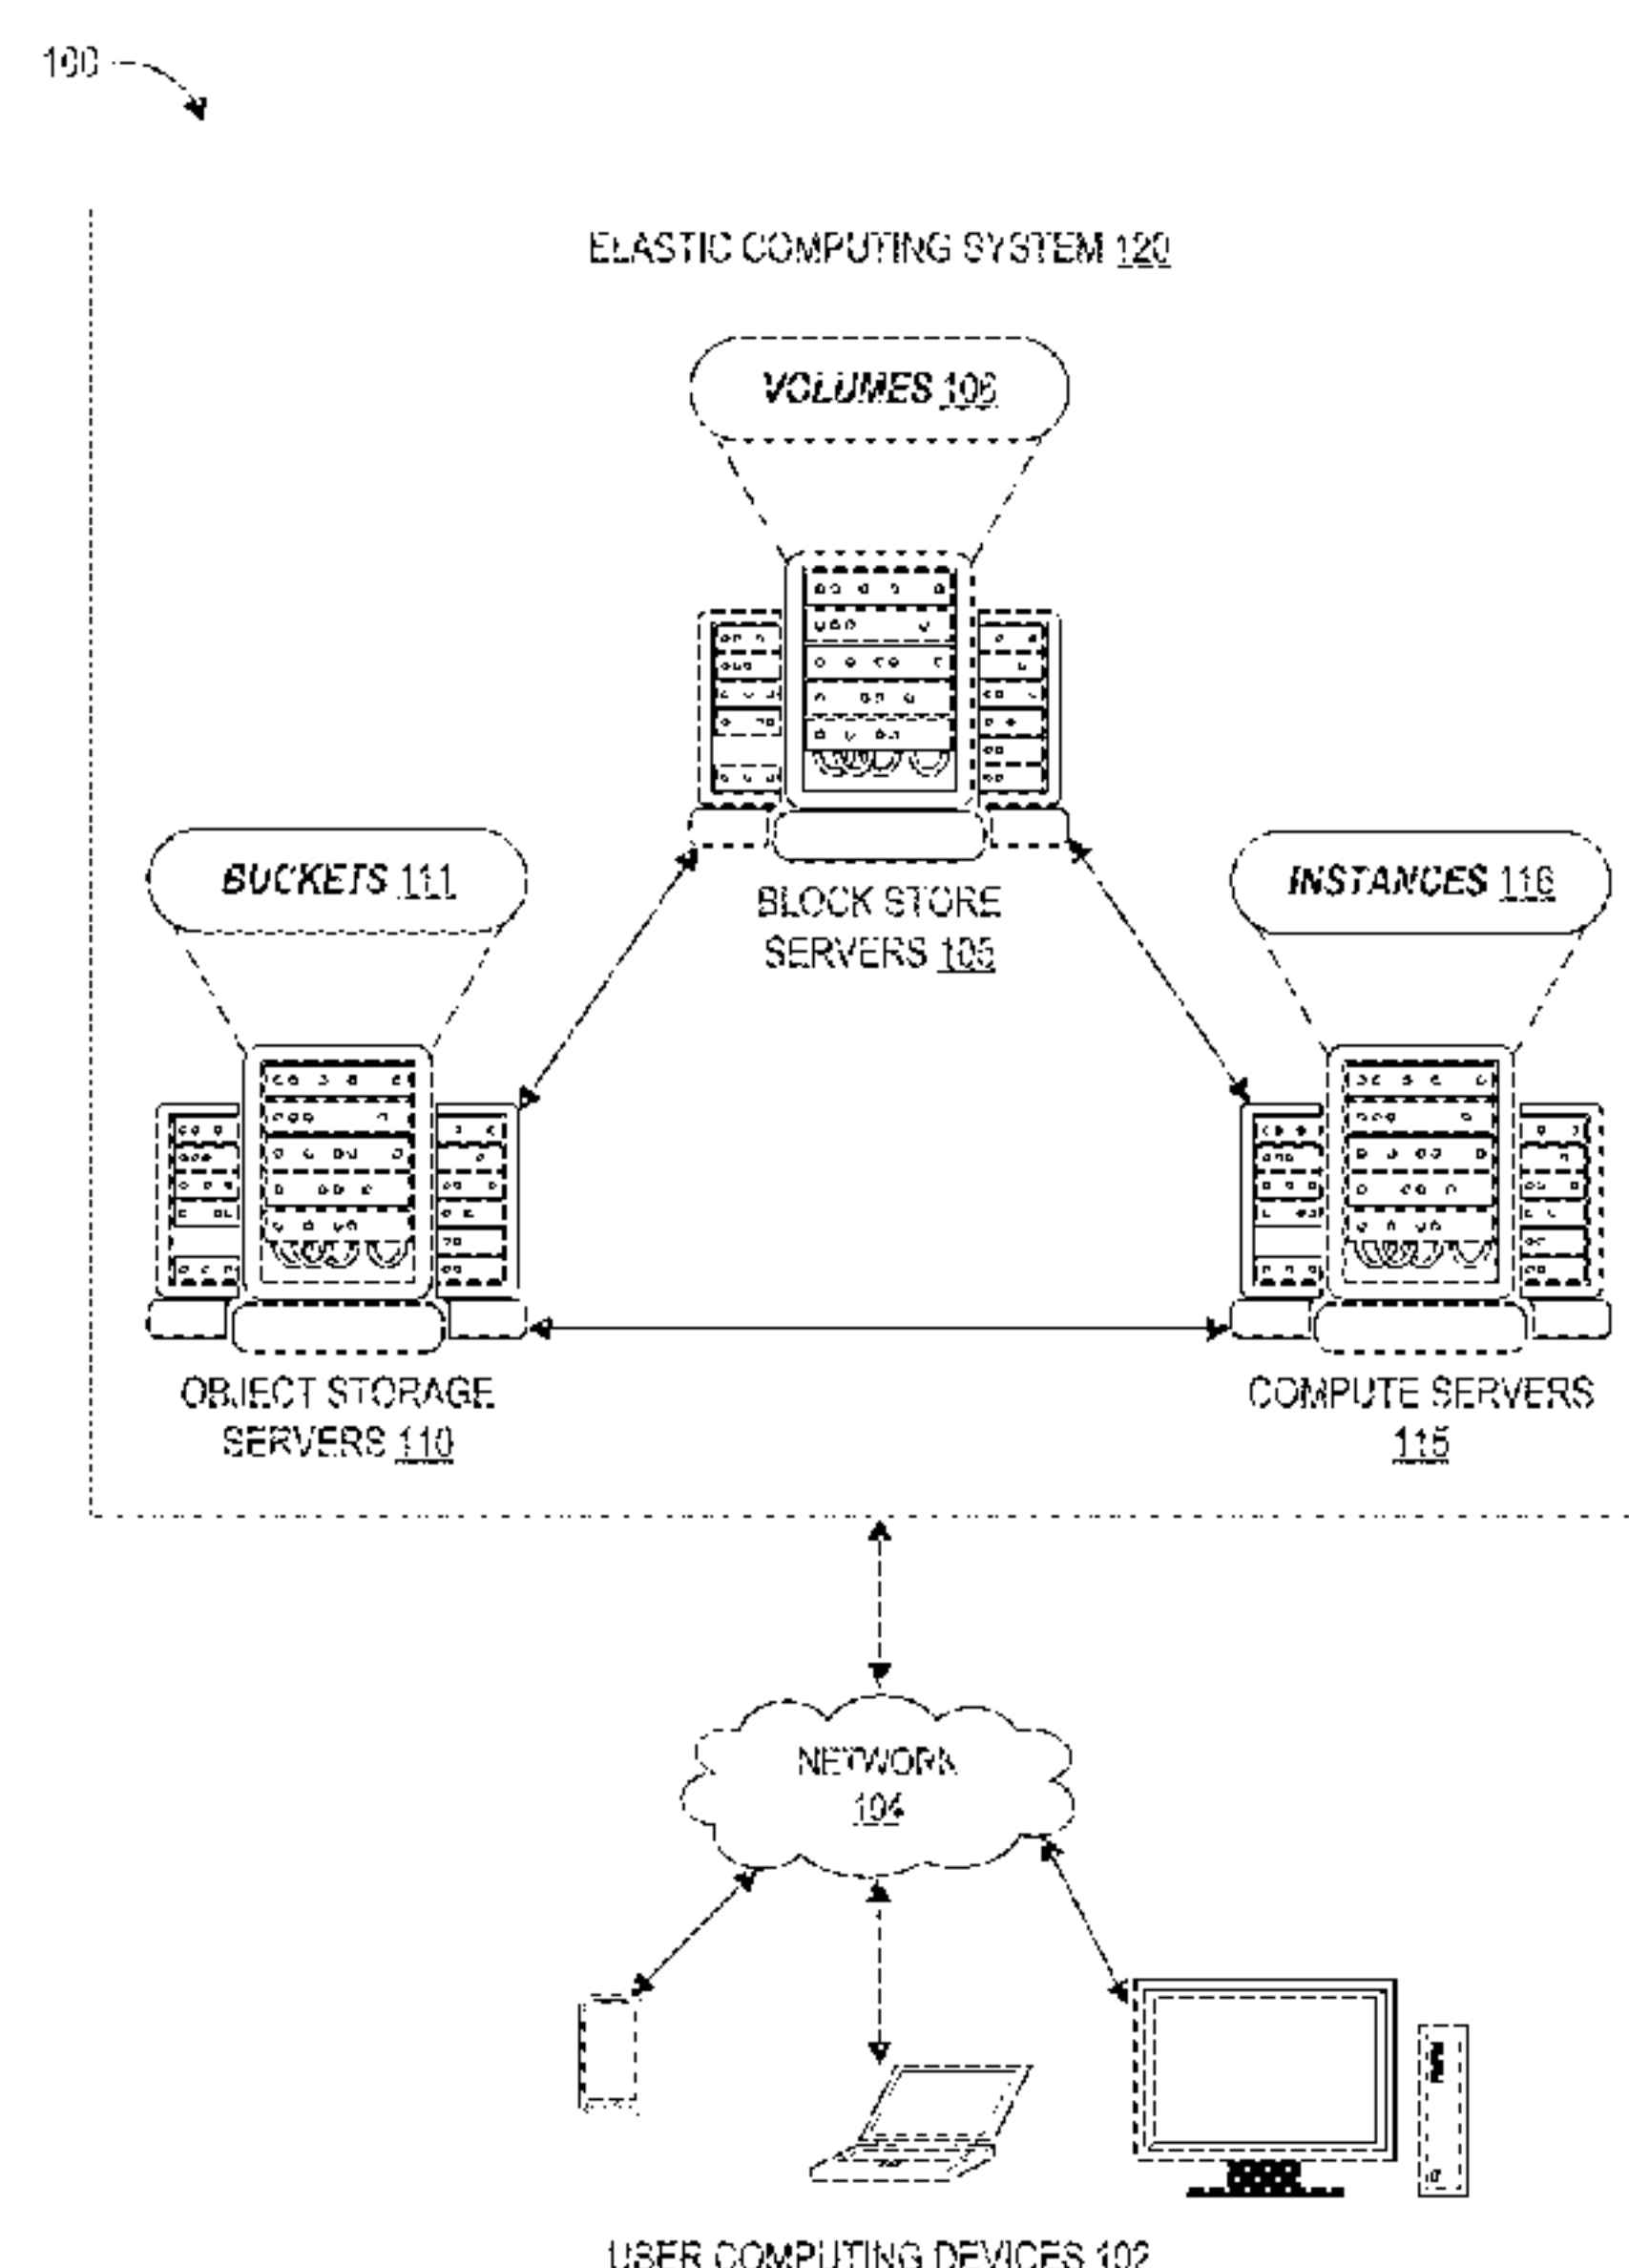 100
ELASTIC COMPUTING SYSTEM 120
VOLUMES 106
BLOCK STORE
SERVERS 105
BUCKETS 111
INSTANCES 116
OBJECT STORAGE
SERVERS 110
COMPUTE SERVERS
115
NETWORK
104
USER COMPUTING DEVICES 102